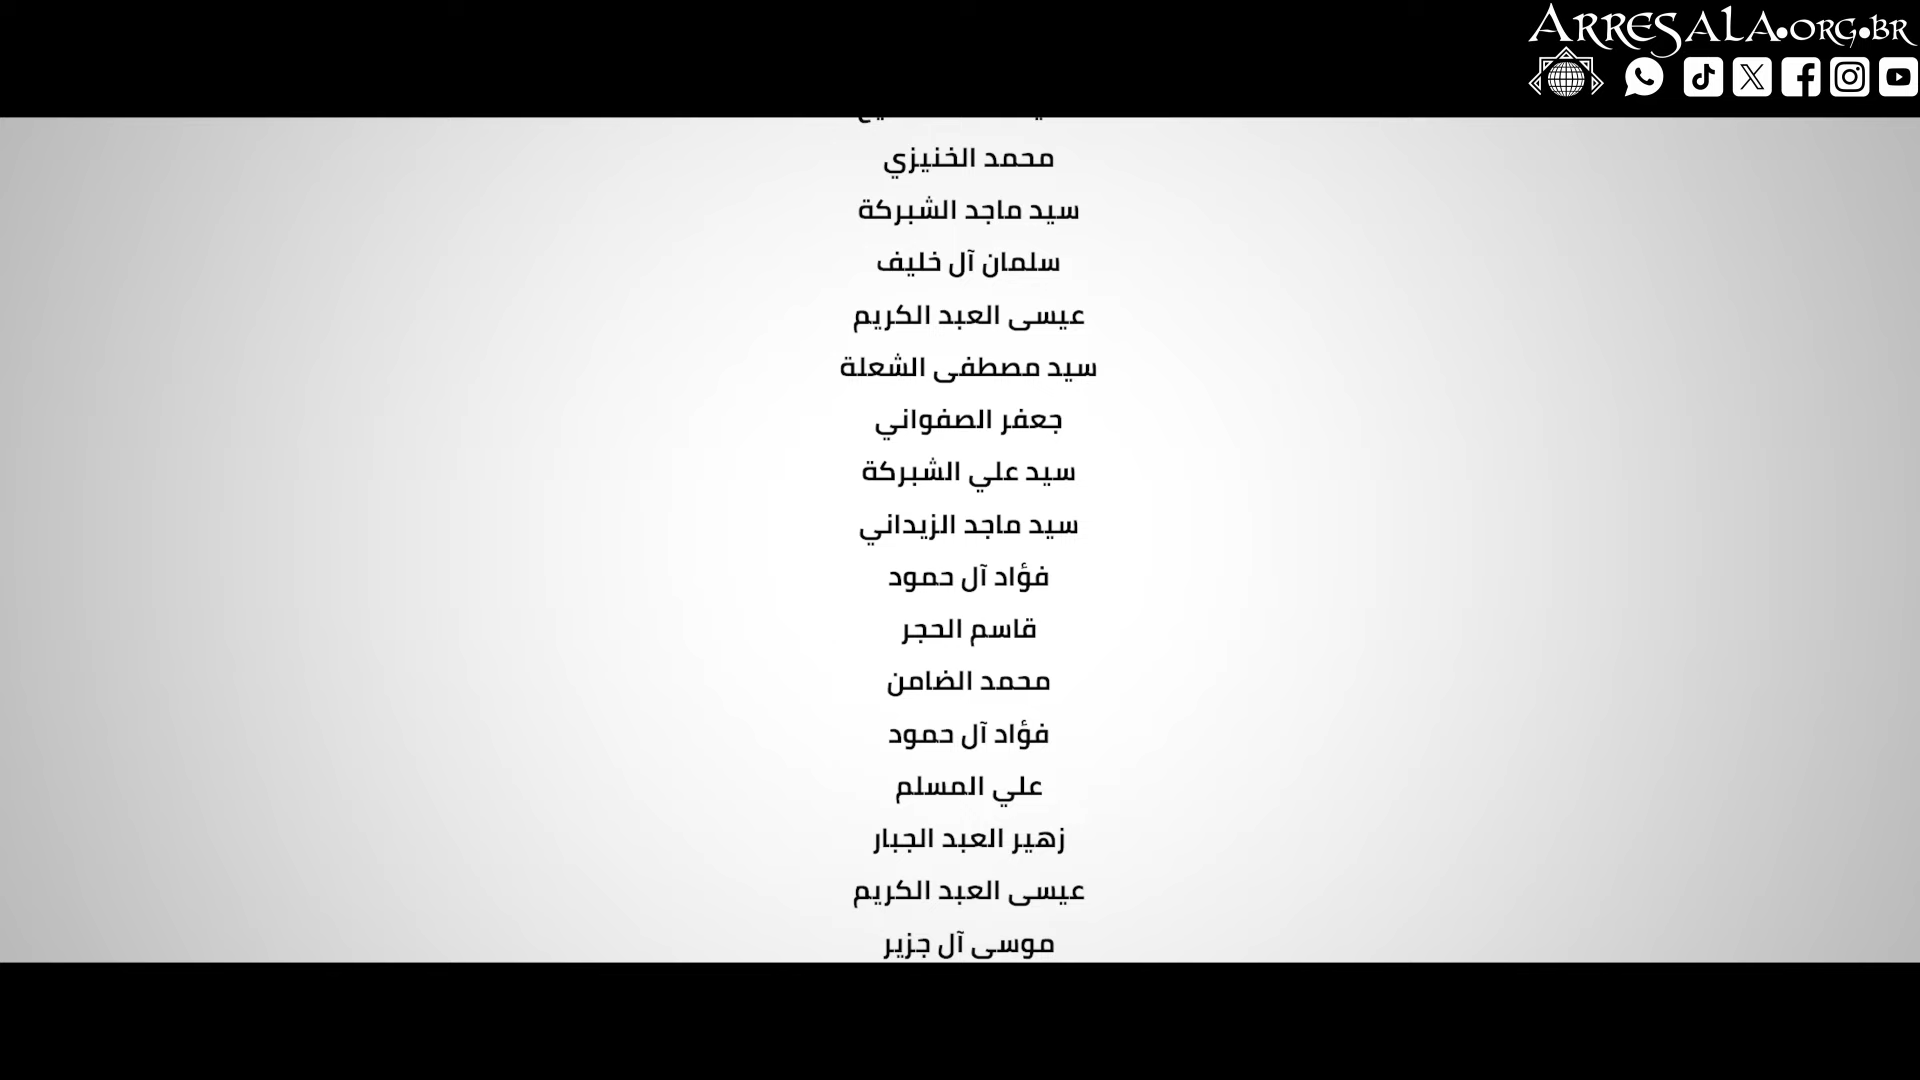 ARRESALA.ORG.BR
محمد الخنيزي
سيد ماجد الشبركة
سلمان آل خليف
عيسى العبد الكريم
سيد مصطفى الشعلة
جعفر الصفواني
سيد علي الشبركة
سيد ماجد الزيداني
فؤاد آل حمود
قاسم الحجر
محمد الضامن
فؤاد آل حمود
علي المسلم
زهير العبد الجبار
عيسى العبد الكريم
موسى آل جزير